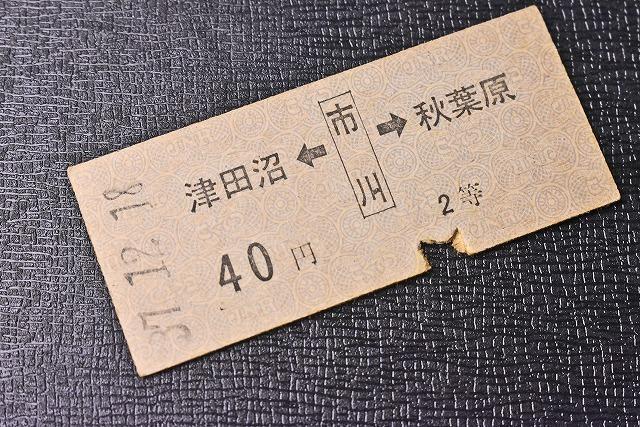 津田沼 ← 市川 → 秋葉原
40円 2等
37.12.18